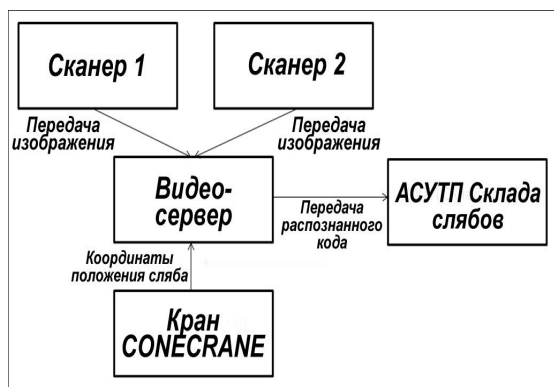 Сканер 1
Сканер 2
Передача
изображения
Передача
изображения
Видео-
сервер
АСУТП Склада
слябов
Передача
распознанного
кода
Координаты
положения сляба
Кран
CONECRANE